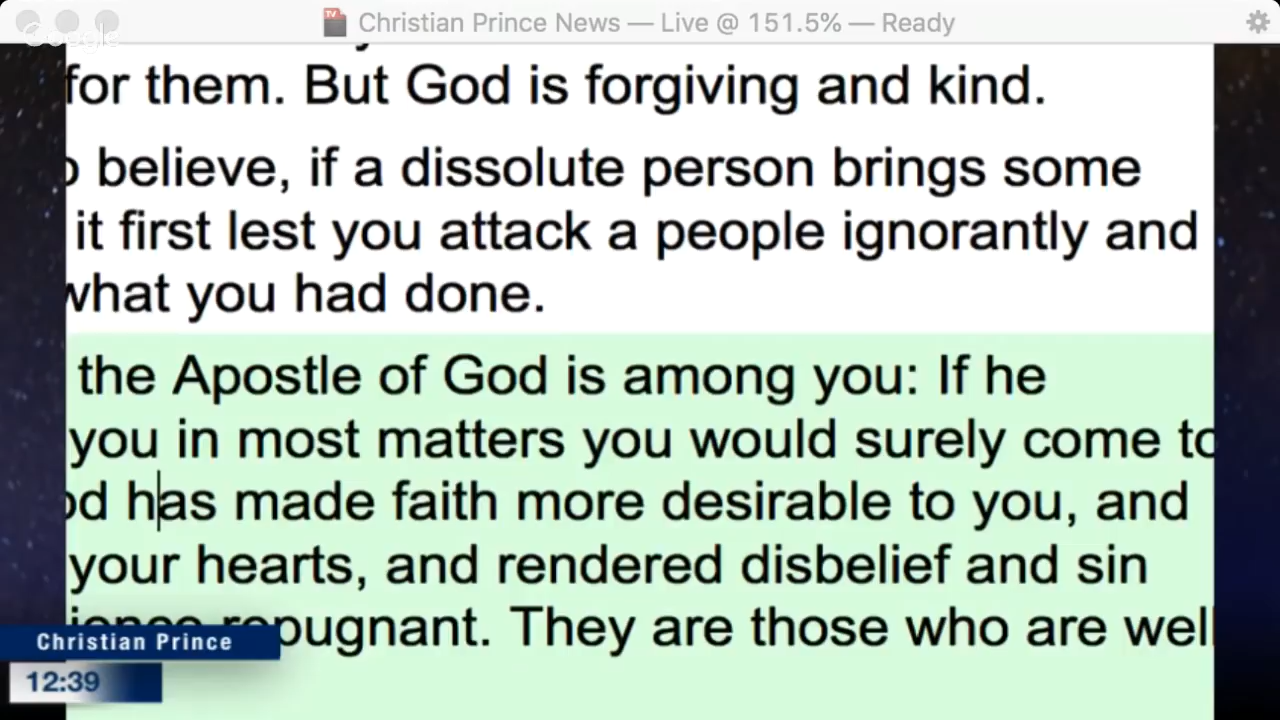 Christian Prince News — Live @ 151.5% — Ready
Google
for them. But God is forgiving and kind.
believe, if a dissolute person brings some
it first lest you attack a people ignorantly and
what you had done.
the Apostle of God is among you: If he
you in most matters you would surely come to
has made faith more desirable to you, and
your hearts, and rendered disbelief and sin
repugnant. They are those who are well
Christian Prince
12:39